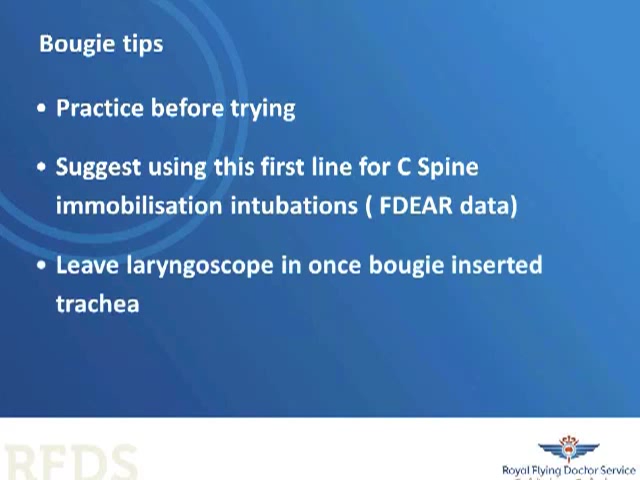 Bougie tips
• Practice before trying
• Suggest using this first line for C Spine
immobilisation intubations ( FDEAR data)
• Leave laryngoscope in once bougie inserted
trachea
RFDS
Royal Flying Doctor Service